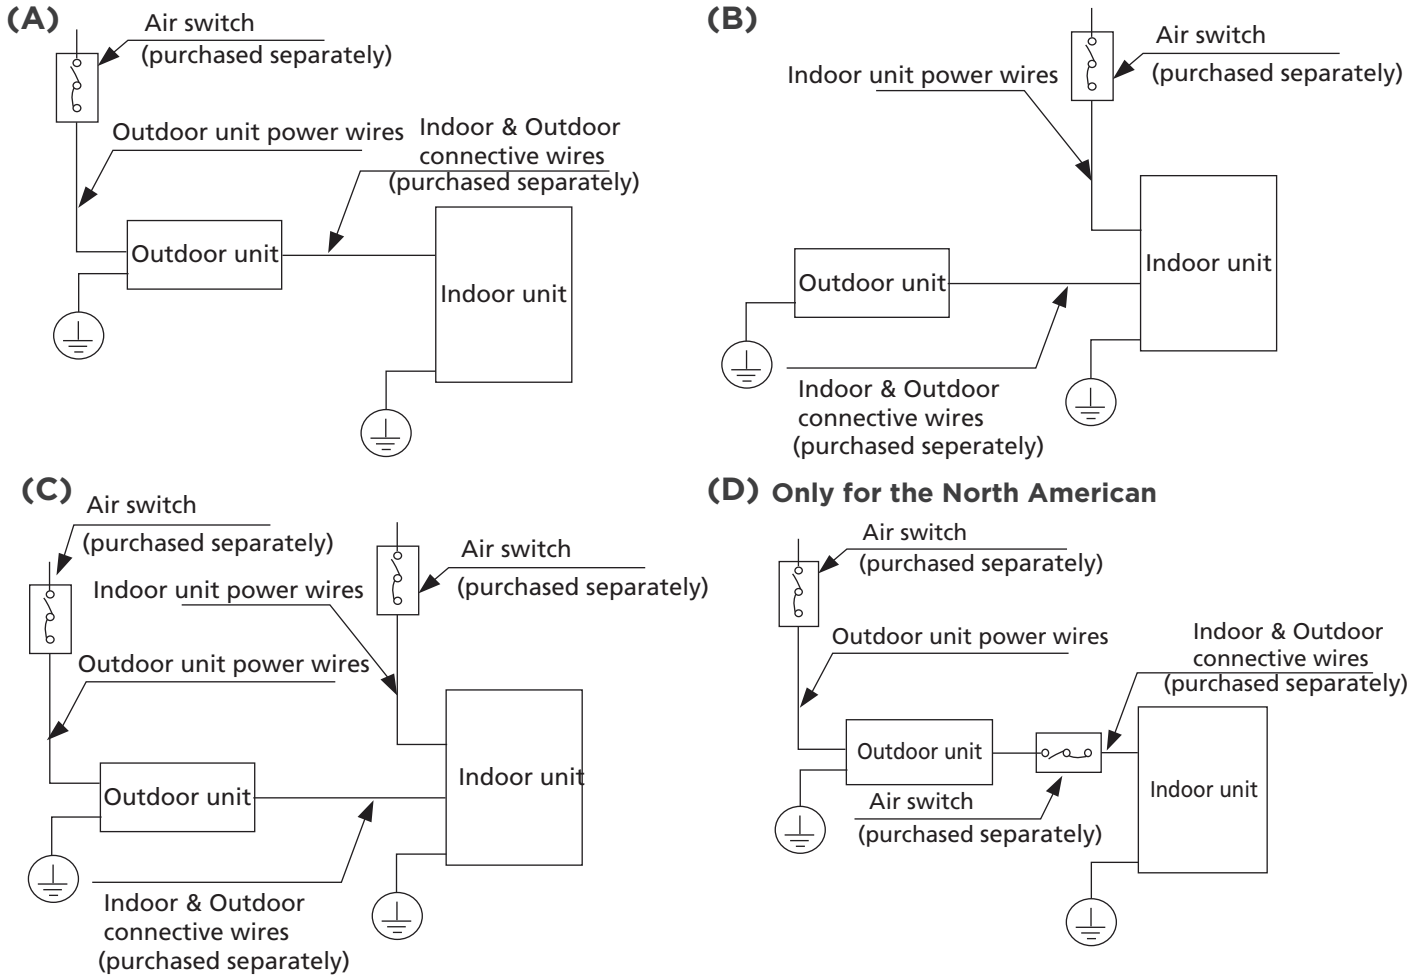 (A)
Air switch
(purchased separately)
Outdoor unit power wires
Indoor & Outdoor
connective wires
(purchased separately)
Outdoor unit
Indoor unit
(B)
Air switch
(purchased separately)
Indoor unit power wires
Outdoor unit
Indoor unit
Indoor & Outdoor
connective wires
(purchased seperately)
(C)
Air switch
(purchased separately)
Air switch
(purchased separately)
Indoor unit power wires
Outdoor unit power wires
Indoor unit
Outdoor unit
Indoor & Outdoor
connective wires
(purchased separately)
(D) Only for the North American
Air switch
(purchased separately)
Outdoor unit power wires
Indoor & Outdoor
connective wires
(purchased separately)
Outdoor unit
Indoor unit
Air switch
(purchased separately)